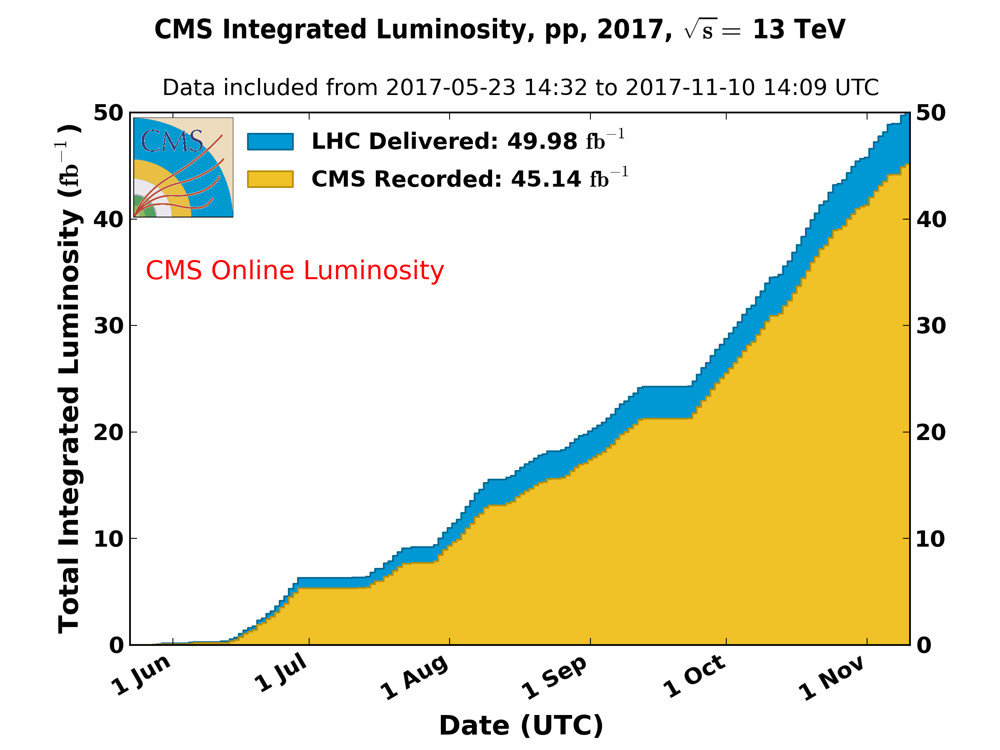 CMS Integrated Luminosity, pp, 2017, √s = 13 TeV
Data included from 2017-05-23 14:32 to 2017-11-10 14:09 UTC
CMS
LHC Delivered: 49.98 fb⁻¹
CMS Recorded: 45.14 fb⁻¹
CMS Online Luminosity
Total Integrated Luminosity (fb⁻¹)
50
40
30
20
10
0
50
40
30
20
10
0
1 Jun
1 Jul
1 Aug
1 Sep
1 Oct
1 Nov
Date (UTC)